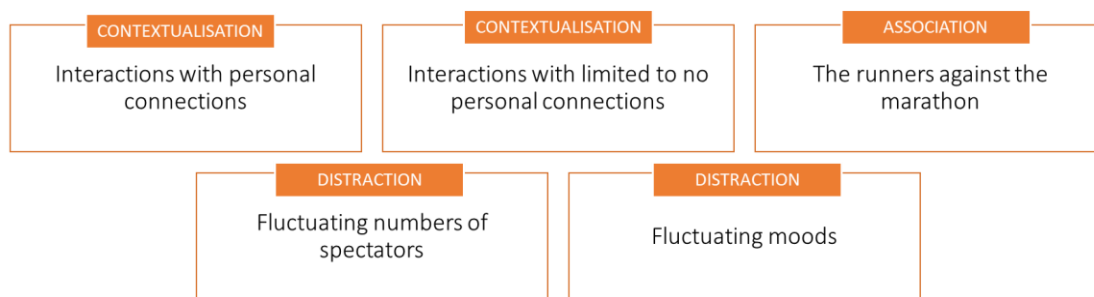 CONTEXTUALISATION
Interactions with personal
connections
CONTEXTUALISATION
Interactions with limited to no
personal connections
ASSOCIATION
The runners against the
marathon
DISTRACTION
Fluctuating numbers of
spectators
DISTRACTION
Fluctuating moods